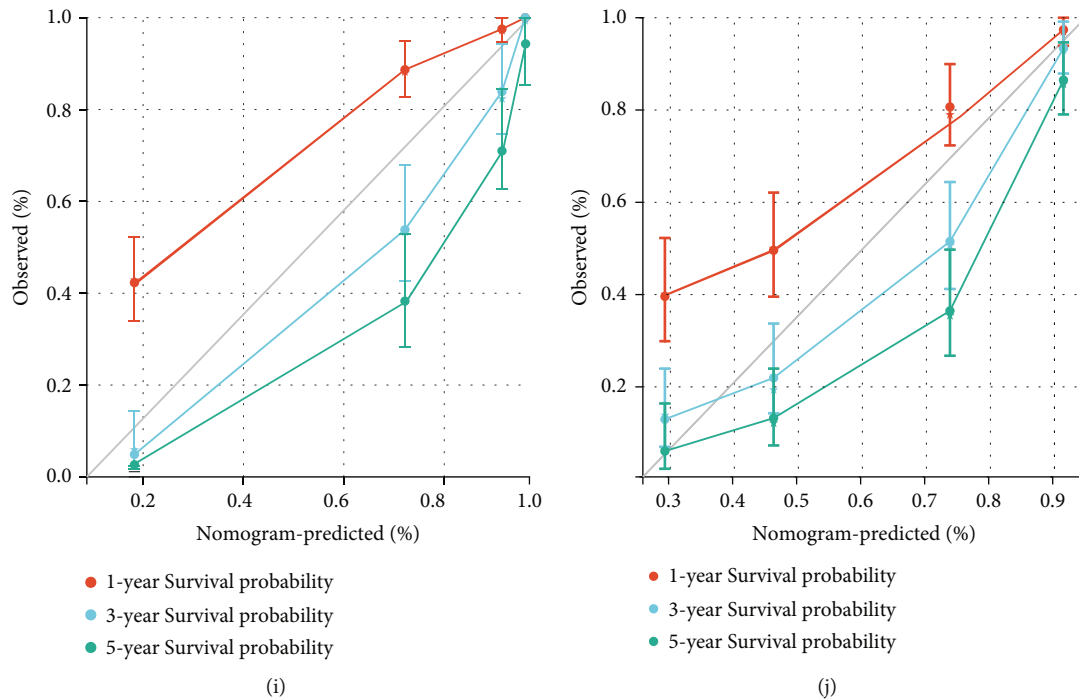 1.0
0.8
0.6
0.4
0.2
0.0
Observed (%)
0.2 0.4 0.6 0.8 1.0
Nomogram-predicted (%)
1-year Survival probability
3-year Survival probability
5-year Survival probability
(i)
1.0
0.8
0.6
0.4
0.2
Observed (%)
0.3 0.4 0.5 0.7 0.8 0.9
Nomogram-predicted (%)
1-year Survival probability
3-year Survival probability
5-year Survival probability
(j)